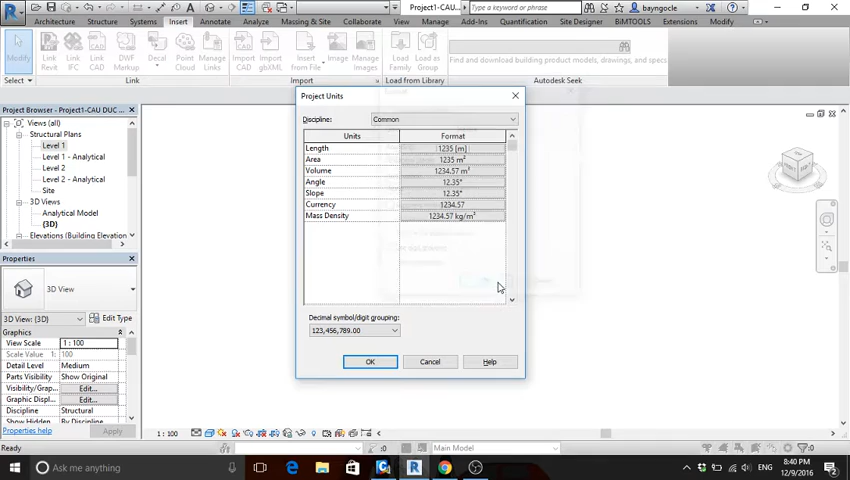 Project1-CAU...
Type a keyword or phrase
bayngocle
Architecture Structure Systems Insert Annotate Analyze Massing & Site Collaborate View Manage Add-Ins Quantification Site Designer BIMTOOLS Extensions Modify
Modify
Link Revit
Link IFC
Link CAD
DWF Markup
Decal
Point Cloud
Manage Links
Import CAD
Import gbXML
Insert from File
Image
Manage Images
Load Family
Load as Group
Find and download building product models, drawings, and specs
Select
Link
Import
Load from Library
Autodesk Seek
Project Browser - Project1-CAU DUC ...
Views (all)
Structural Plans
Level 1
Level 1 - Analytical
Level 2
Level 2 - Analytical
Site
3D Views
Analytical Model
{3D}
Elevations (Building Elevation
Properties
3D View
3D View: {3D}
Edit Type
Graphics
View Scale 1 : 100
Scale Value 1: 100
Detail Level Medium
Parts Visibility Show Original
Visibility/Grap... Edit...
Graphic Displ... Edit...
Discipline Structural
Show Hidden ... By Discipline
Properties help
Apply
Project Units
Discipline: Common
Units Format
Length 1235 [m]
Area 1235 m²
Volume 1234.57 m³
Angle 12.35°
Slope 12.35°
Currency 1234.57
Mass Density 1234.57 kg/m³
Decimal symbol/digit grouping:
123,456,789.00
OK Cancel Help
1 : 100
Ready
:0
Main Model
:0
Ask me anything
ENG
8:40 PM
12/9/2016